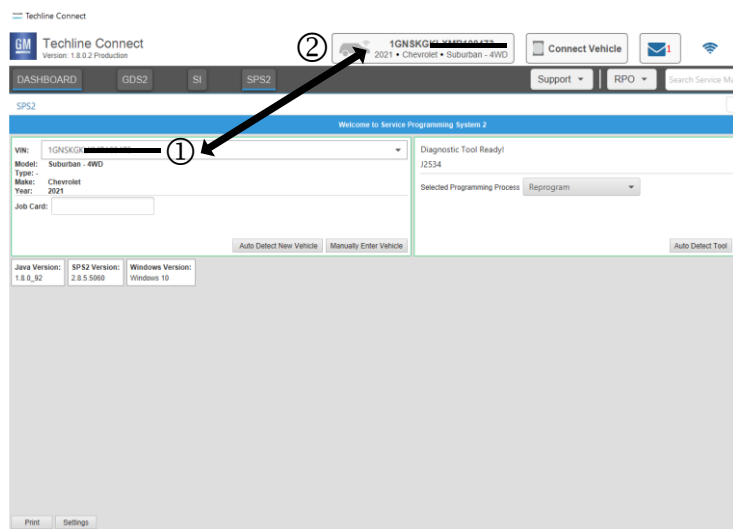 Techline Connect
GM Techline Connect
Version: 1.8.0.2 Production
②
2021 • Chevrolet • Suburban - 4WD
Connect Vehicle
1
DASHBOARD GDS2 SI SPS2
Support RPO Search Service Ma
SPS2
Welcome to Service Programming System 2
VIN: ①
Model: Suburban - 4WD
Type: -
Make: Chevrolet
Year: 2021
Job Card:
Auto Detect New Vehicle Manually Enter Vehicle
Diagnostic Tool Ready!
J2534
Selected Programming Process Reprogram
Auto Detect Tool
Java Version: SPS2 Version: Windows Version:
1.8.0_92 2.8.5.5060 Windows 10
Print Settings